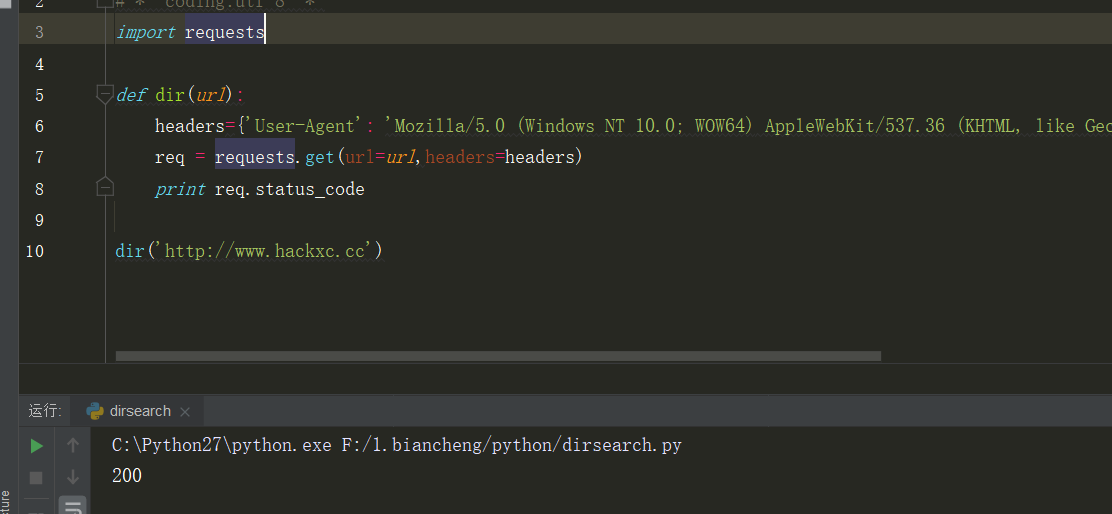 2
3 import requests
4
5 def dir(url):
6 headers={'User-Agent': 'Mozilla/5.0 (Windows NT 10.0; WOW64) AppleWebKit/537.36 (KHTML, like Gec
7 req = requests.get(url=url,headers=headers)
8 print req.status_code
9
10 dir('http://www.hackxc.cc')
运行: dirsearch
C:\Python27\python.exe F:/1.biancheng/python/dirsearch.py
200